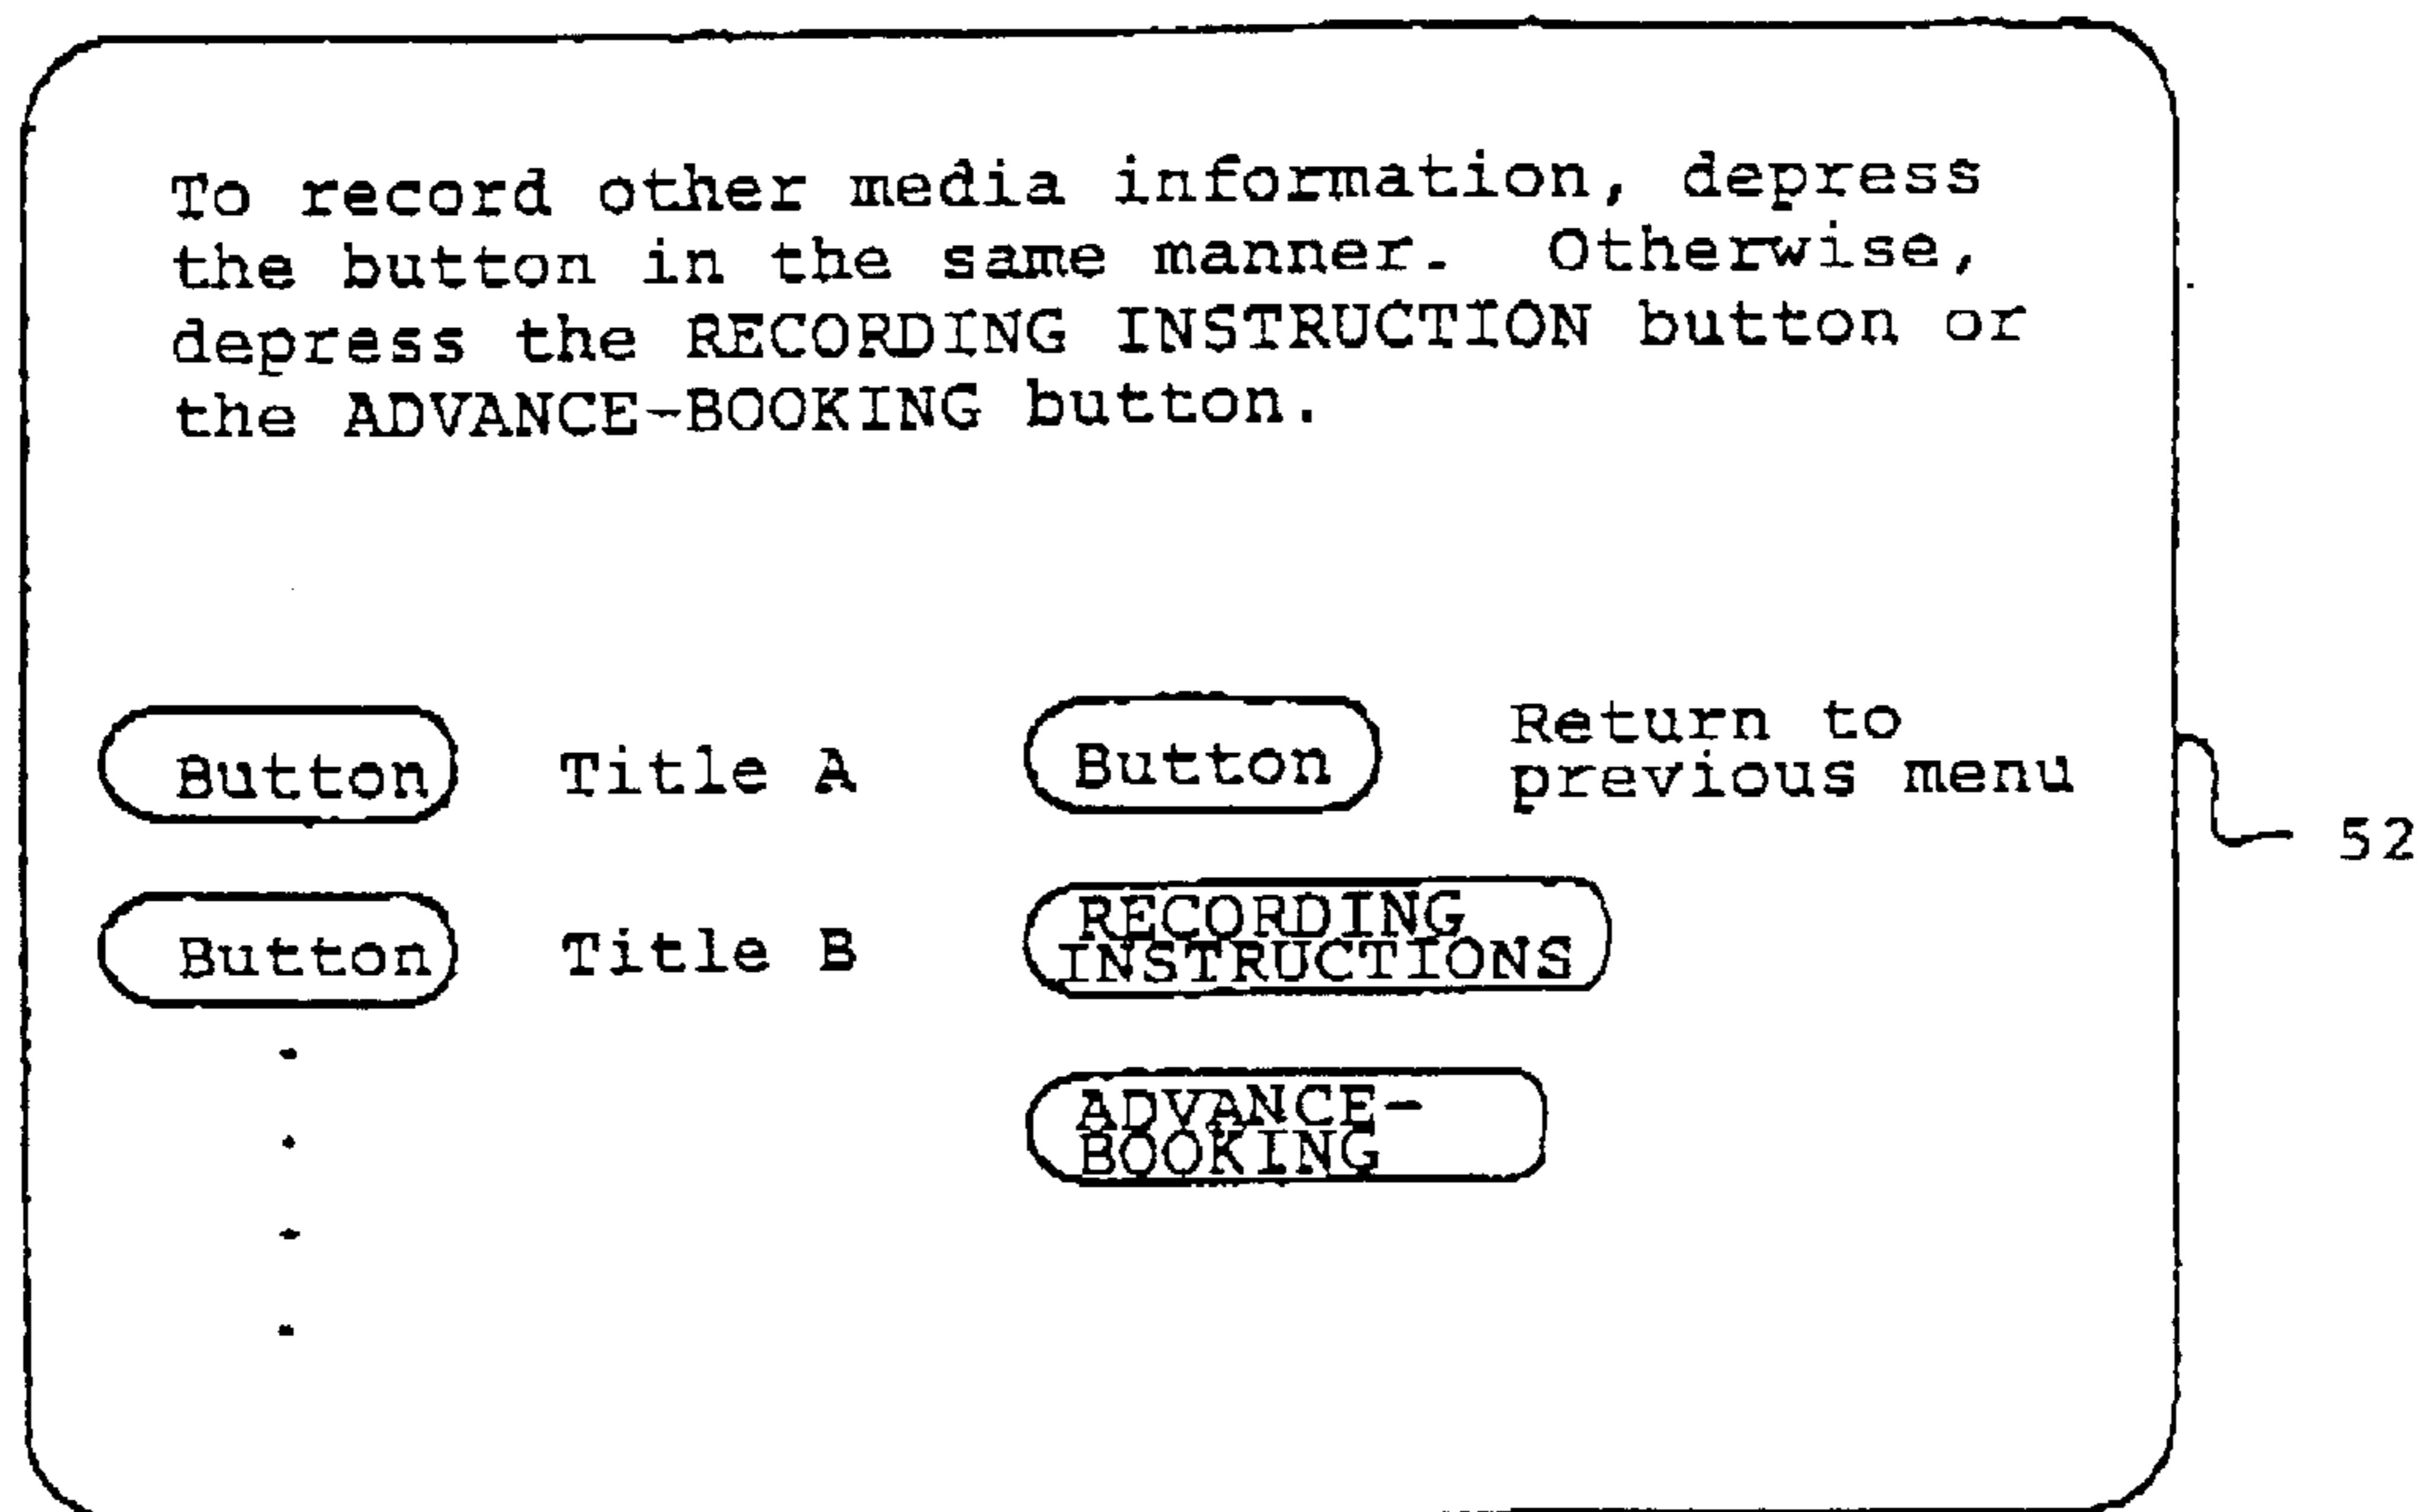 To record other media information, depress
the button in the same manner. Otherwise,
depress the RECORDING INSTRUCTION button or
the ADVANCE-BOOKING button.
Button Title A
Button Return to
previous menu
52
Button Title B
RECORDING
INSTRUCTIONS
ADVANCE-
BOOKING